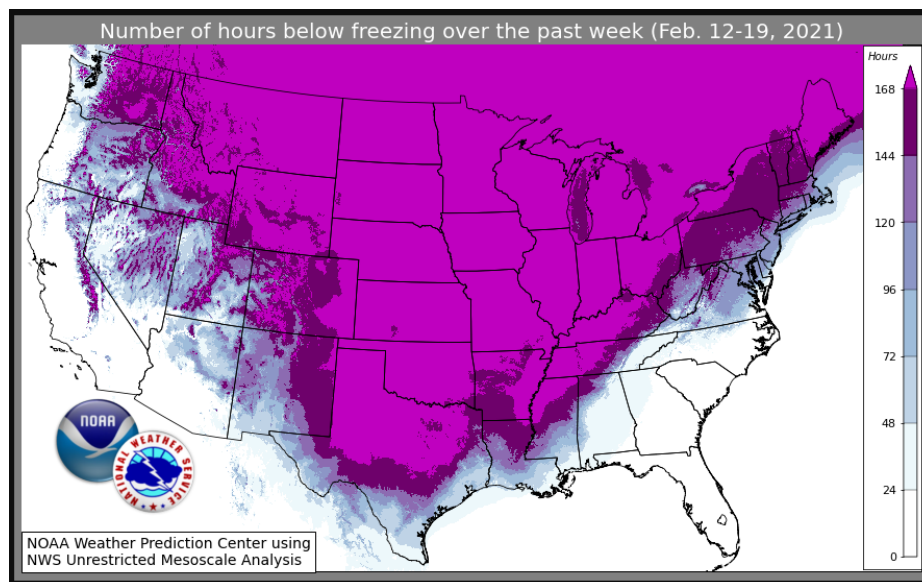 Number of hours below freezing over the past week (Feb. 12-19, 2021)
Hours
168
144
120
96
72
48
24
0
NOAA
NATIONAL WEATHER SERVICE
NOAA Weather Prediction Center using
NWS Unrestricted Mesoscale Analysis